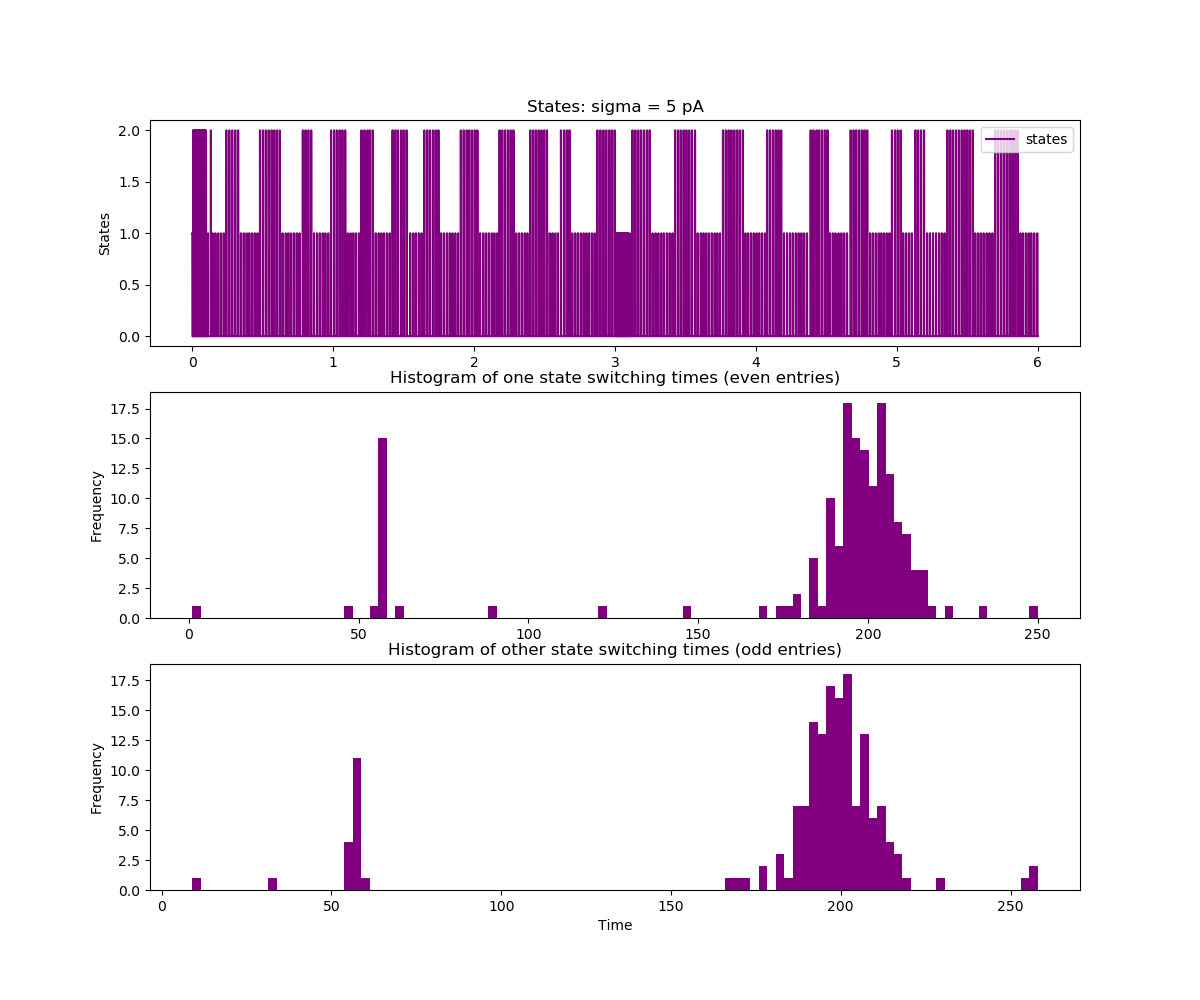 States: sigma = 5 pA
states
States
2.0
1.5
1.0
0.5
0.0
0 1 2 3 4 5 6
Histogram of one state switching times (even entries)
Frequency
17.5
15.0
12.5
10.0
7.5
5.0
2.5
0.0
0 50 100 150 200 250
Histogram of other state switching times (odd entries)
Frequency
17.5
15.0
12.5
10.0
7.5
5.0
2.5
0.0
0 50 100 150 200 250
Time